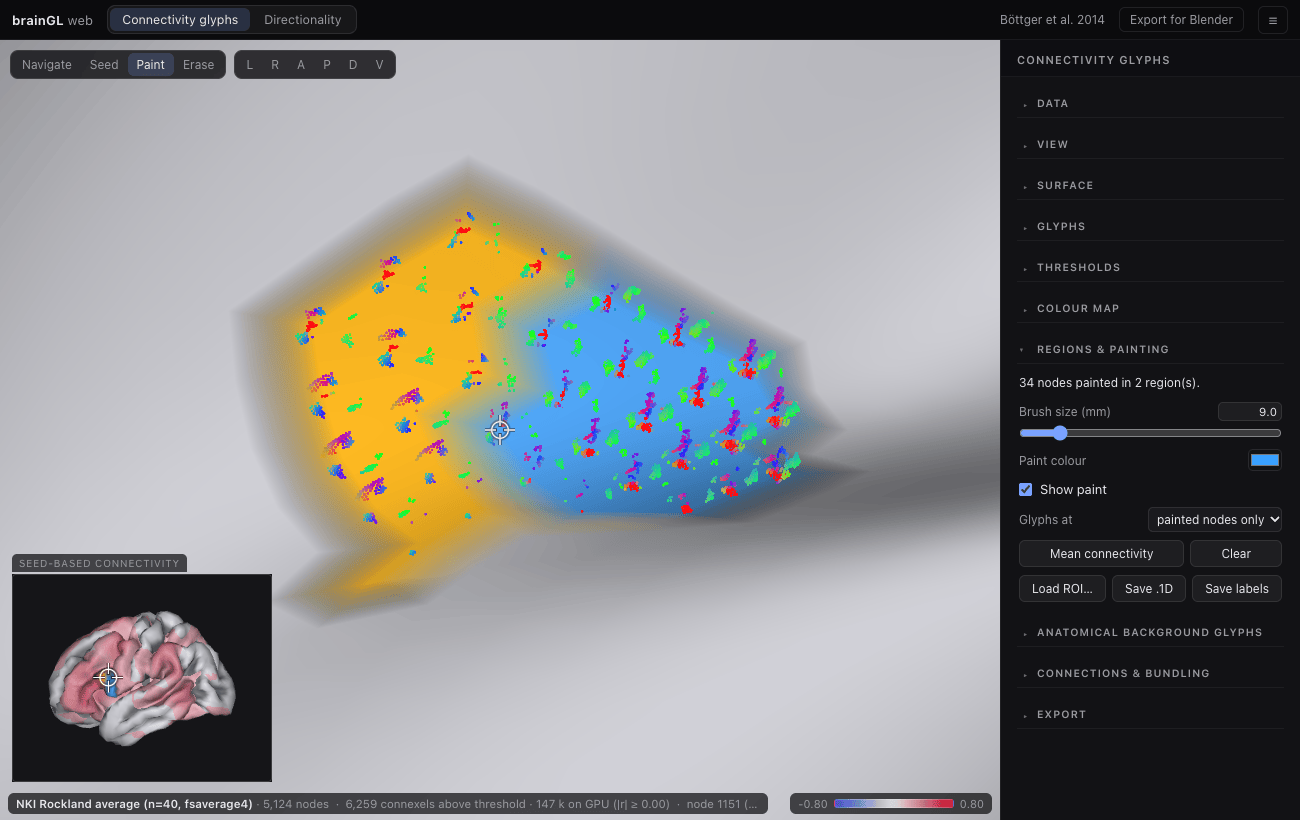 brainGL web Connectivity glyphs Directionality Böttger et al. 2014 Export for Blender ≡
Navigate Seed Paint Erase L R A P D V
CONNECTIVITY GLYPHS
DATA
VIEW
SURFACE
GLYPHS
THRESHOLDS
COLOUR MAP
REGIONS & PAINTING
34 nodes painted in 2 region(s).
Brush size (mm) 9.0
Paint colour
Show paint
Glyphs at painted nodes only
Mean connectivity Clear
Load ROI... Save .1D Save labels
ANATOMICAL BACKGROUND GLYPHS
CONNECTIONS & BUNDLING
EXPORT
SEED-BASED CONNECTIVITY
NKI Rockland average (n=40, fsaverage4) · 5,124 nodes · 6,259 connexels above threshold · 147 k on GPU (|r| ≥ 0.00) · node 1151 (...
-0.80 0.80